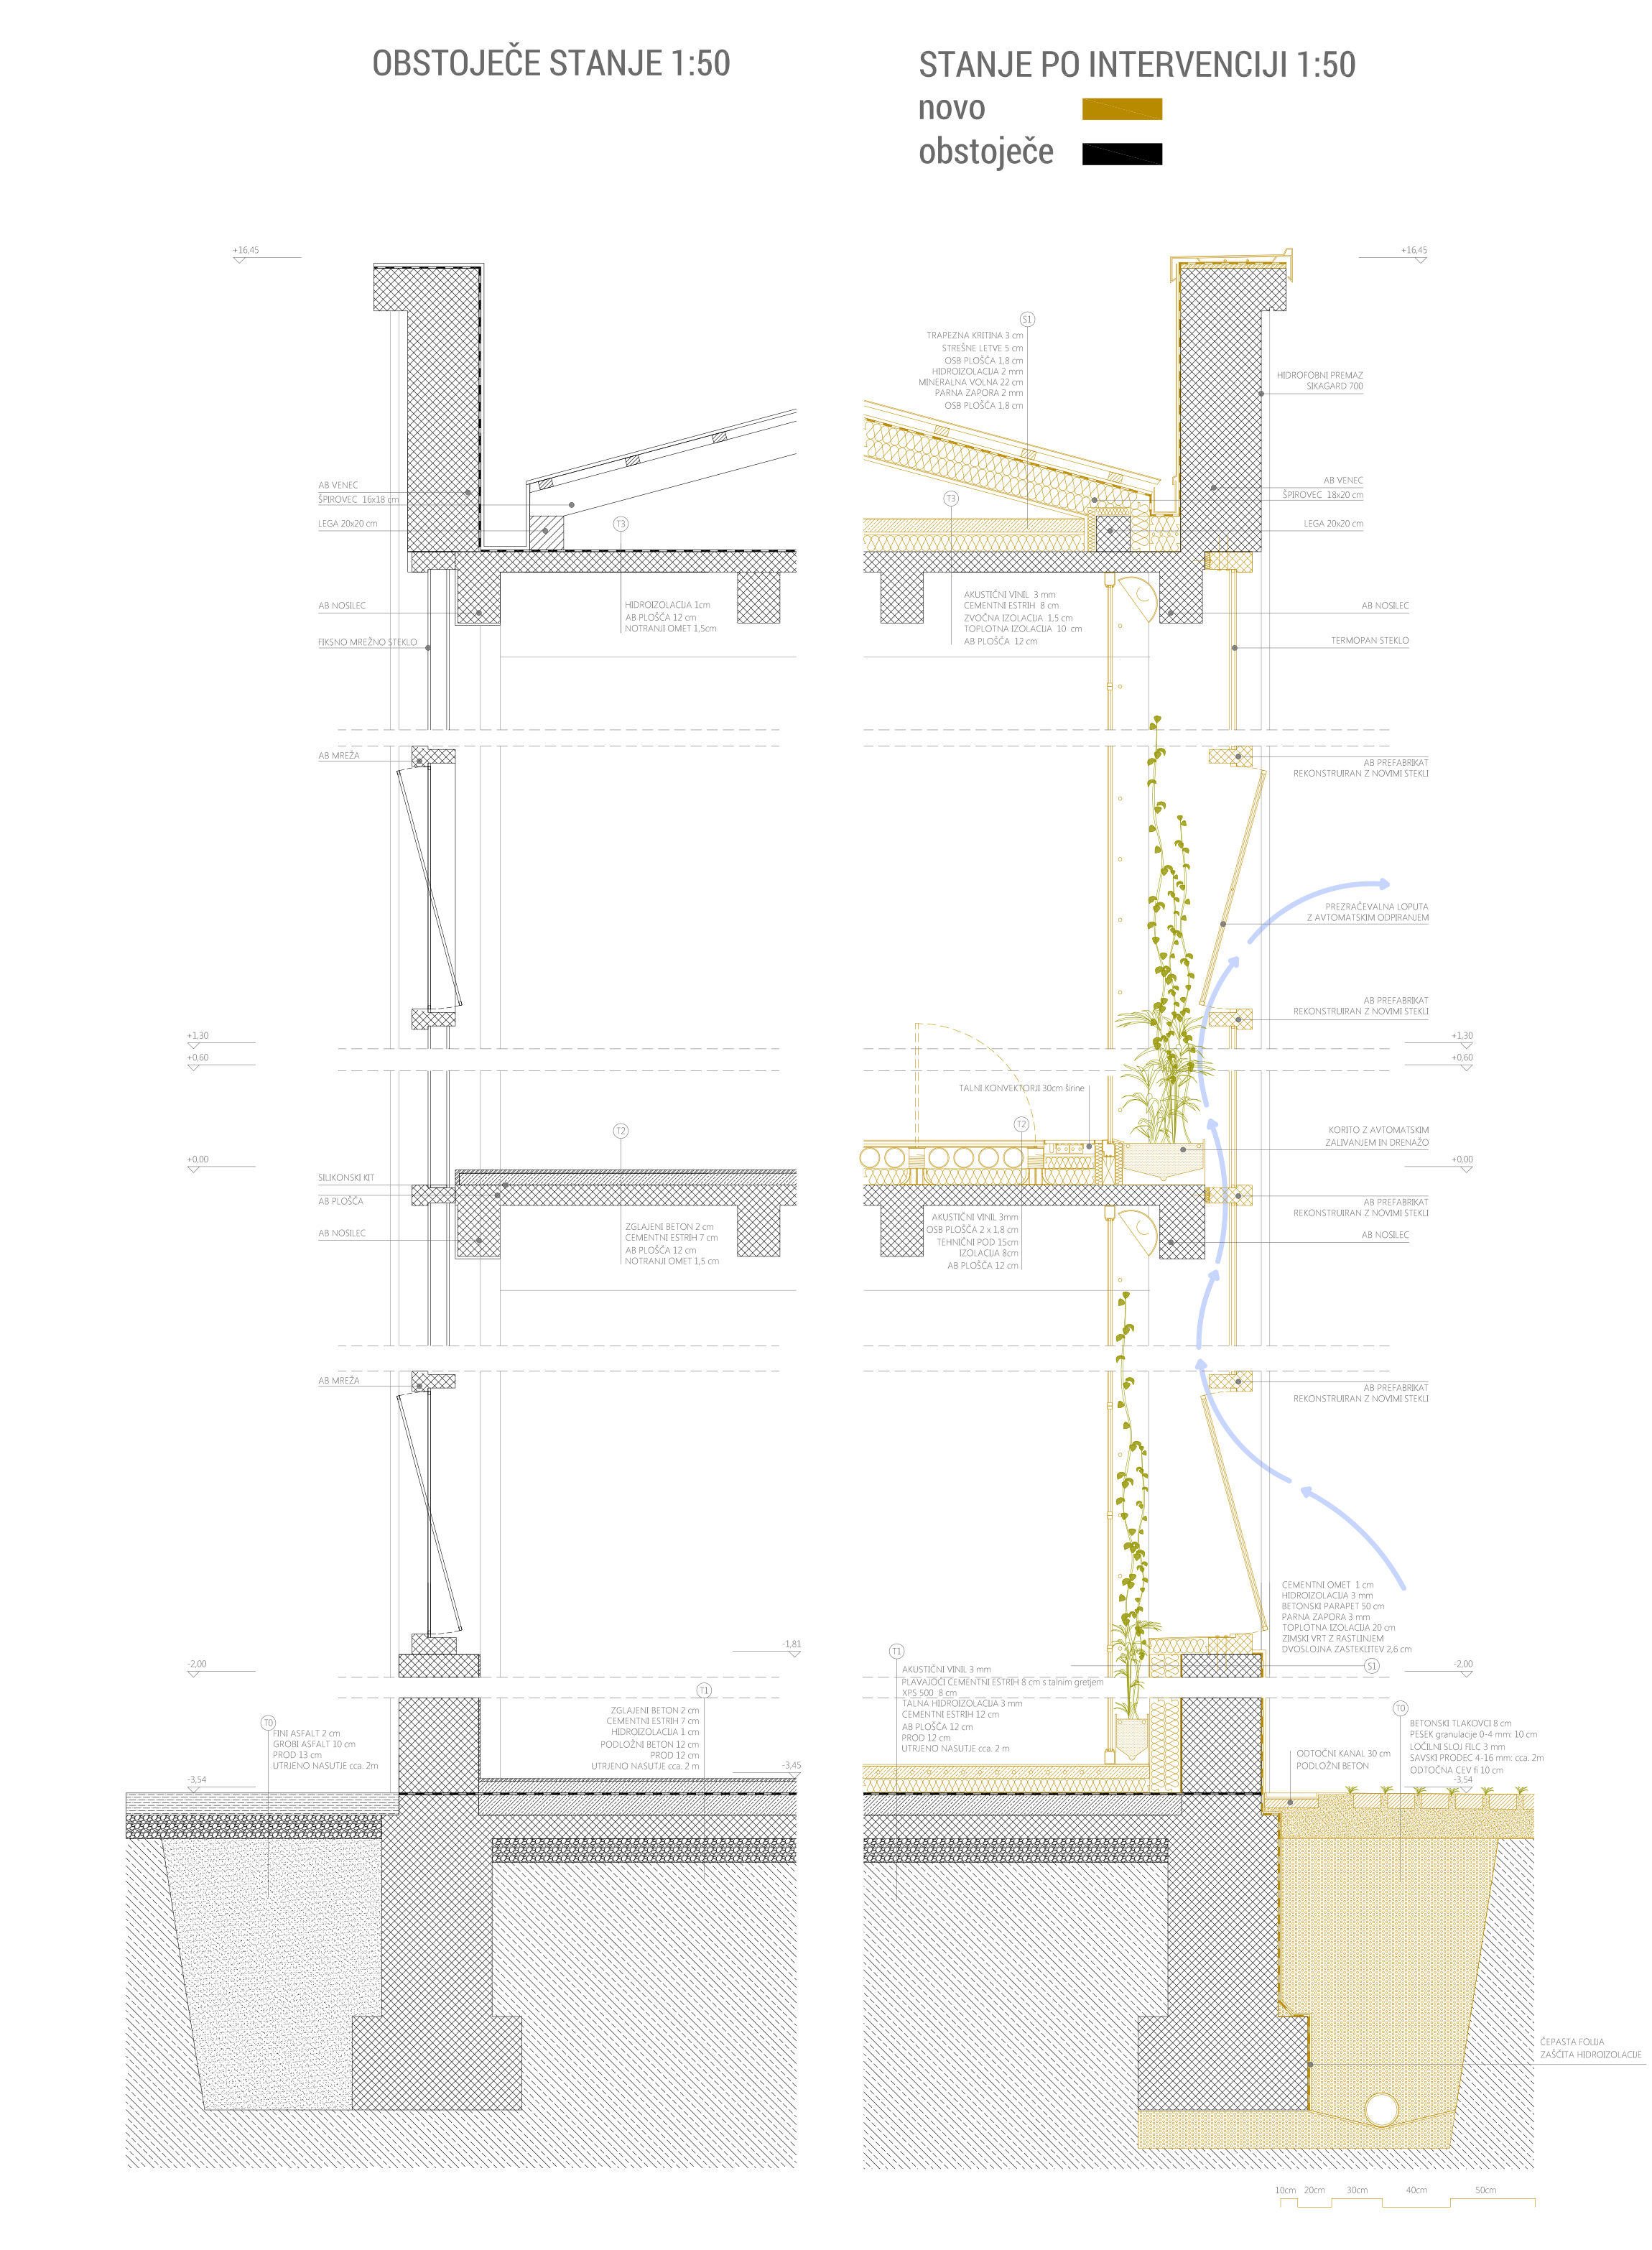 OBSTOJEČE STANJE 1:50
+16,45
AB VENEC
ŠPIROVEC 16x18 cm
LEGA 20x20 cm
T3
AB NOSILEC
HIDROIZOLACIJA 1cm
AB PLOŠČA 12 cm
NOTRANJI OMET 1,5cm
FIKSNO MREŽNO STEKLO
AB MREŽA
+1,30
+0,60
T2
+0,00
SILIKONSKI KIT
AB PLOŠČA
AB NOSILEC
ZGLAJENI BETON 2 cm
CEMENTNI ESTRIH 7 cm
AB PLOŠČA 12 cm
NOTRANJI OMET 1,5 cm
AB MREŽA
-1,81
-2,00
T1
ZGLAJENI BETON 2 cm
CEMENTNI ESTRIH 7 cm
HIDROIZOLACIJA 1 cm
PODLOŽNI BETON 12 cm
PROD 12 cm
UTRJENO NASUTJE cca. 2 m
T0
FINI ASFALT 2 cm
GROBI ASFALT 10 cm
PROD 13 cm
UTRJENO NASUTJE cca. 2m
-3,45
-3,54
STANJE PO INTERVENCIJI 1:50
novo
obstoječe
+16,45
S1
TRAPEZNA KRITINA 3 cm
STREŠNE LETVE 5 cm
OSB PLOŠČA 1,8 cm
HIDROIZOLACIJA 2 mm
MINERALNA VOLNA 22 cm
PARNA ZAPORA 2 mm
OSB PLOŠČA 1,8 cm
HIDROFOBNI PREMAZ
SIKAGARD 700
T3
AB VENEC
ŠPIROVEC 18x20 cm
LEGA 20x20 cm
AKUSTIČNI VINIL 3 mm
CEMENTNI ESTRIH 8 cm
ZVOČNA IZOLACIJA 1,5 cm
TOPLOTNA IZOLACIJA 10 cm
AB PLOŠČA 12 cm
AB NOSILEC
TERMOPAN STEKLO
AB PREFABRIKAT
REKONSTRUIRAN Z NOVIMI STEKLI
PREZRAČEVALNA LOPUTA
Z AVTOMATSKIM ODPIRANJEM
AB PREFABRIKAT
REKONSTRUIRAN Z NOVIMI STEKLI
+1,30
+0,60
TALNI KONVEKTORJI 30cm širine
T2
KORITO Z AVTOMATSKIM
ZALIVANJEM IN DRENAŽO
+0,00
AB PREFABRIKAT
REKONSTRUIRAN Z NOVIMI STEKLI
AKUSTIČNI VINIL 3mm
OSB PLOŠČA 2 x 1,8 cm
TEHNIČNI POD 15cm
IZOLACIJA 8cm
AB PLOŠČA 12 cm
AB NOSILEC
AB PREFABRIKAT
REKONSTRUIRAN Z NOVIMI STEKLI
CEMENTNI OMET 1 cm
HIDROIZOLACIJA 3 mm
BETONSKI PARAPET 50 cm
PARNA ZAPORA 3 mm
TOPLOTNA IZOLACIJA 20 cm
ZIMSKI VRT Z RASTLINJEM
DVOSLOJNA ZASTEKLITEV 2,6 cm
S1
-2,00
T1
AKUSTIČNI VINIL 3 mm
PLAVAJOČI CEMENTNI ESTRIH 8 cm s talnim gretjem
XPS 500 8 cm
TALNA HIDROIZOLACIJA 3 mm
CEMENTNI ESTRIH 12 cm
AB PLOŠČA 12 cm
PROD 12 cm
UTRJENO NASUTJE cca. 2 m
T0
BETONSKI TLAKOVCI 8 cm
PESEK granulacije 0-4 mm: 10 cm
LOČILNI SLOJ FILC 3 mm
SAVSKI PRODEC 4-16 mm: cca. 2m
ODTOČNA CEV fi 10 cm
-3,54
ODTOČNI KANAL 30 cm
PODLOŽNI BETON
ČEPASTA FOLIJA
ZAŠČITA HIDROIZOLACIJE
10cm 20cm 30cm 40cm 50cm